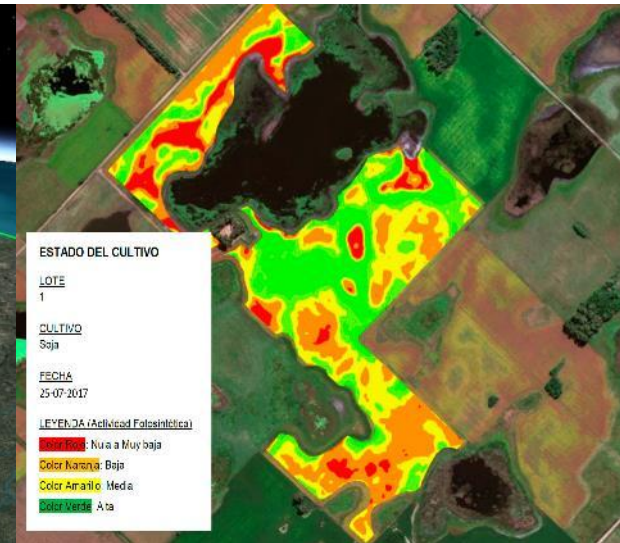 ESTADO DEL CULTIVO
LOTE
1
CULTIVO
Soja
FECHA
25-07-2017
LEYENDA (Actividad Fotosintética)
Color Rojo: Nula a Muy baja
Color Naranja: Baja
Color Amarillo: Media
Color Verde: Alta